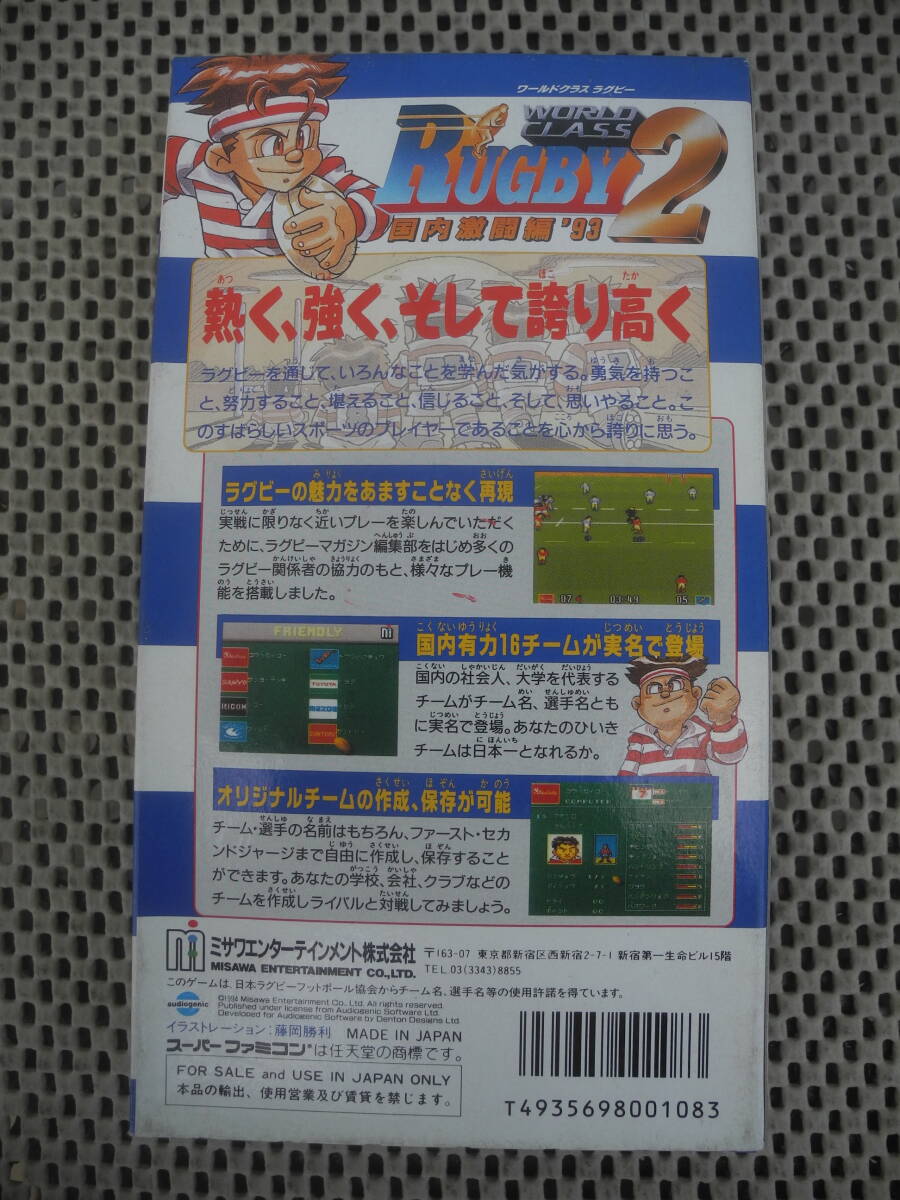 ワールドクラス ラグビー
WORLD
CLASS
RUGBY 2
国内激闘編 '93
熱く、強く、そして誇り高く
ラグビーを通じて、いろんなことを学んだ気がする。勇気を持つこ
と、努力すること、堪えること、信じること、そして、思いやること。こ
のすばらしいスポーツのプレイヤーであることを心から誇りに思う。
ラグビーの魅力をあますことなく再現
実戦に限りなく近いプレーを楽しんでいただく
ために、ラグビーマガジン編集部をはじめ多くの
ラグビー関係者の協力のもと、様々なプレー機
能を搭載しました。
07 03:49 05
FRIENDLY
SANYO
RICOH
TOYOTA
mazda
SUNTORY
国内有力16チームが実名で登場
国内の社会人、大学を代表する
チームがチーム名、選手名とも
に実名で登場。あなたのひいき
チームは日本一となれるか。
オリジナルチームの作成、保存が可能
チーム・選手の名前はもちろん、ファースト・セカ
ンドジャージまで自由に作成し、保存すること
ができます。あなたの学校、会社、クラブなどの
チームを作成しライバルと対戦してみましょう。
COMPUTER
ミサワエンターテインメント株式会社
MISAWA ENTERTAINMENT CO.,LTD.
〒163-07 東京都新宿区西新宿2-7-1 新宿第一生命ビル15階
TEL.03(3343)8855
このゲームは、日本ラグビーフットボール協会からチーム名、選手名等の使用許諾を得ています。
audiogenic
©1994 Misawa Entertainment Co., Ltd. All rights reserved.
Published under license from Audiogenic Software Ltd.
Developed for Audiogenic Software by Denton Designs Ltd.
イラストレーション：藤岡勝利 MADE IN JAPAN
スーパーファミコン®は任天堂の商標です。
FOR SALE and USE IN JAPAN ONLY
本品の輸出、使用営業及び賃貸を禁じます。
T4935698001083